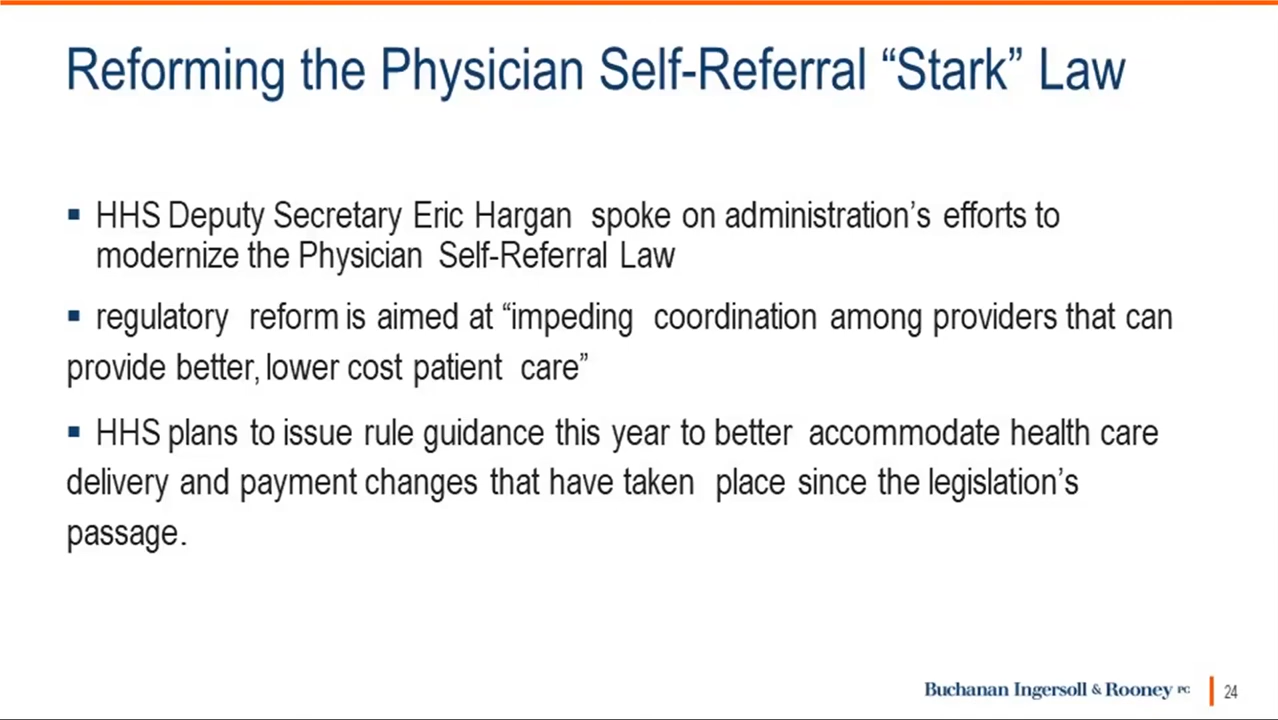 Reforming the Physician Self-Referral “Stark” Law
▪ HHS Deputy Secretary Eric Hargan spoke on administration’s efforts to
modernize the Physician Self-Referral Law
▪ regulatory reform is aimed at “impeding coordination among providers that can
provide better, lower cost patient care”
▪ HHS plans to issue rule guidance this year to better accommodate health care
delivery and payment changes that have taken place since the legislation’s
passage.
Buchanan Ingersoll & Rooney PC
24